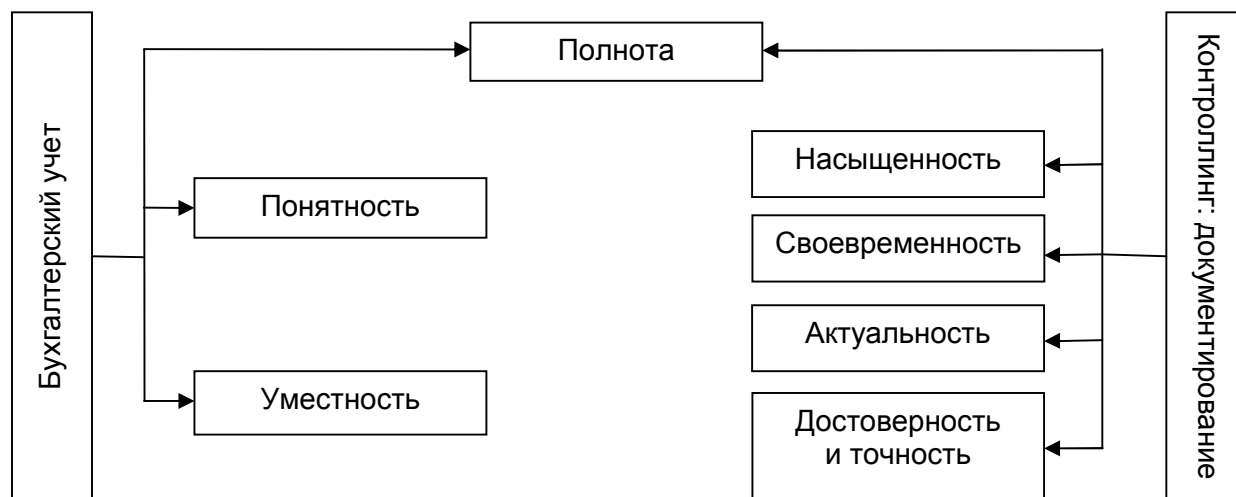 Бухгалтерский учет
Полнота
Понятность
Уместность
Насыщенность
Своевременность
Актуальность
Достоверность
и точность
Контроллинг: документирование